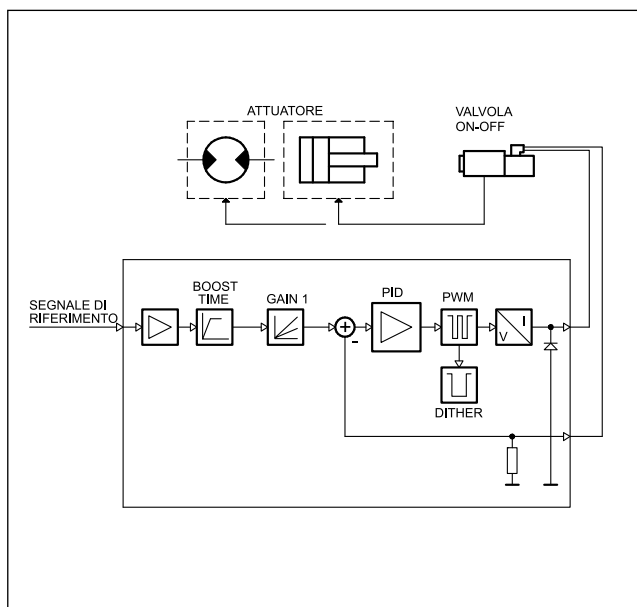 ATTUATORE
VALVOLA
ON-OFF
SEGNALE DI
RIFERIMENTO
BOOST
TIME
GAIN 1
PID
PWM
+
-
V
I
DITHER